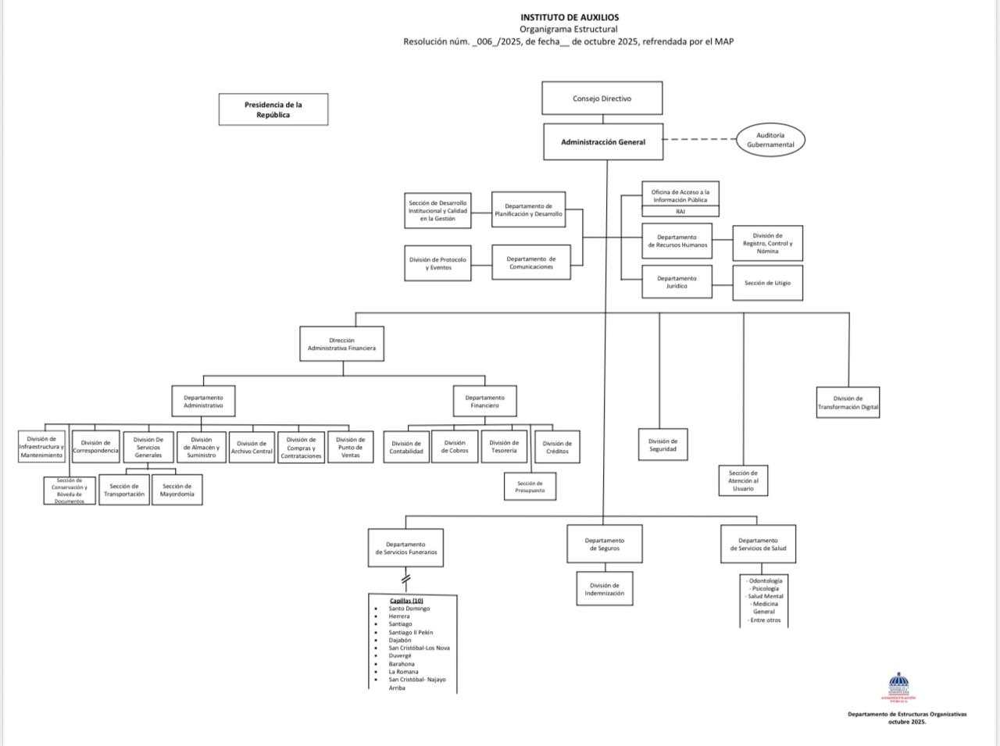 INSTITUTO DE AUXILIOS
Organigrama Estructural
Resolución núm. _006_/2025, de fecha__ de octubre 2025, refrendada por el MAP
Presidencia de la
República
Consejo Directivo
Administracción General
Auditoría
Gubernamental
Sección de Desarrollo
Institucional y Calidad
en la Gestión
Departamento de
Planificación y Desarrollo
Oficina de Acceso a la
Información Pública
RAI
División de Protocolo
y Eventos
Departamento de
Comunicaciones
Departamento
de Recursos Humanos
División de
Registro, Control y
Nómina
Departamento
Jurídico
Sección de Litigio
Dirección
Administrativa Financiera
Departamento
Administrativo
Departamento
Financiero
División de
Transformación Digital
División de
Infraestructura y
Mantenimiento
División de
Correspondencia
División De
Servicios
Generales
División
de Almacén y
Suministro
División de
Archivo Central
División de
Compras y
Contrataciones
División de
Punto de
Ventas
División de
Contabilidad
División
de Cobros
División de
Tesorería
División de
Créditos
División de
Seguridad
Sección de
Conservación y
Bóveda de
Documentos
Sección de
Transportación
Sección de
Mayordomía
Sección de
Presupuesto
Sección de
Atención al
Usuario
Departamento
de Servicios Funerarios
Departamento
de Seguros
Departamento
de Servicios de Salud
División de
Indemnización
- Odontología
- Psicología
- Salud Mental
- Medicina
General
- Entre otros
Capillas (10)
• Santo Domingo
• Herrera
• Santiago
• Santiago II Pekín
• Dajabón
• San Cristóbal-Los Nova
• Duvergé
• Barahona
• La Romana
• San Cristóbal- Najayo
Arriba
ADMINISTRACIÓN
PÚBLICA
Departamento de Estructuras Organizativas
octubre 2025.